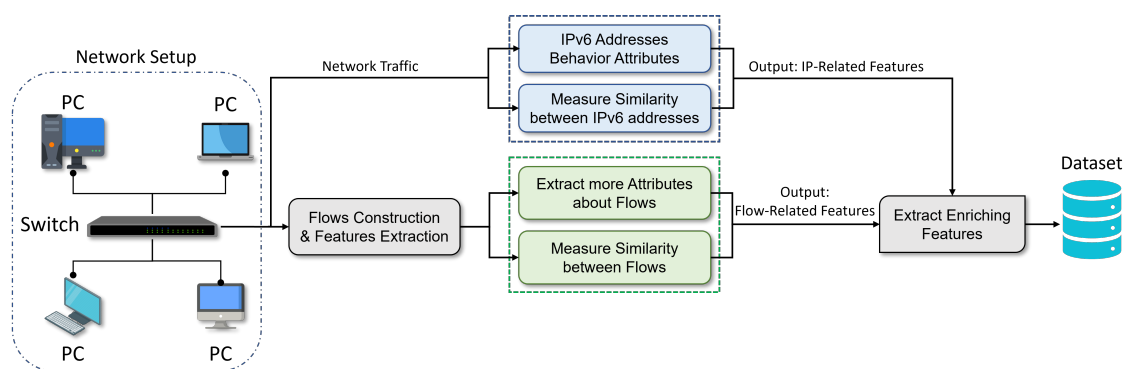 Network Setup
PC
PC
Switch
PC
PC
Network Traffic
Flows Construction
& Features Extraction
IPv6 Addresses
Behavior Attributes
Measure Similarity
between IPv6 addresses
Extract more Attributes
about Flows
Measure Similarity
between Flows
Output: IP-Related Features
Output:
Flow-Related Features
Extract Enriching
Features
Dataset